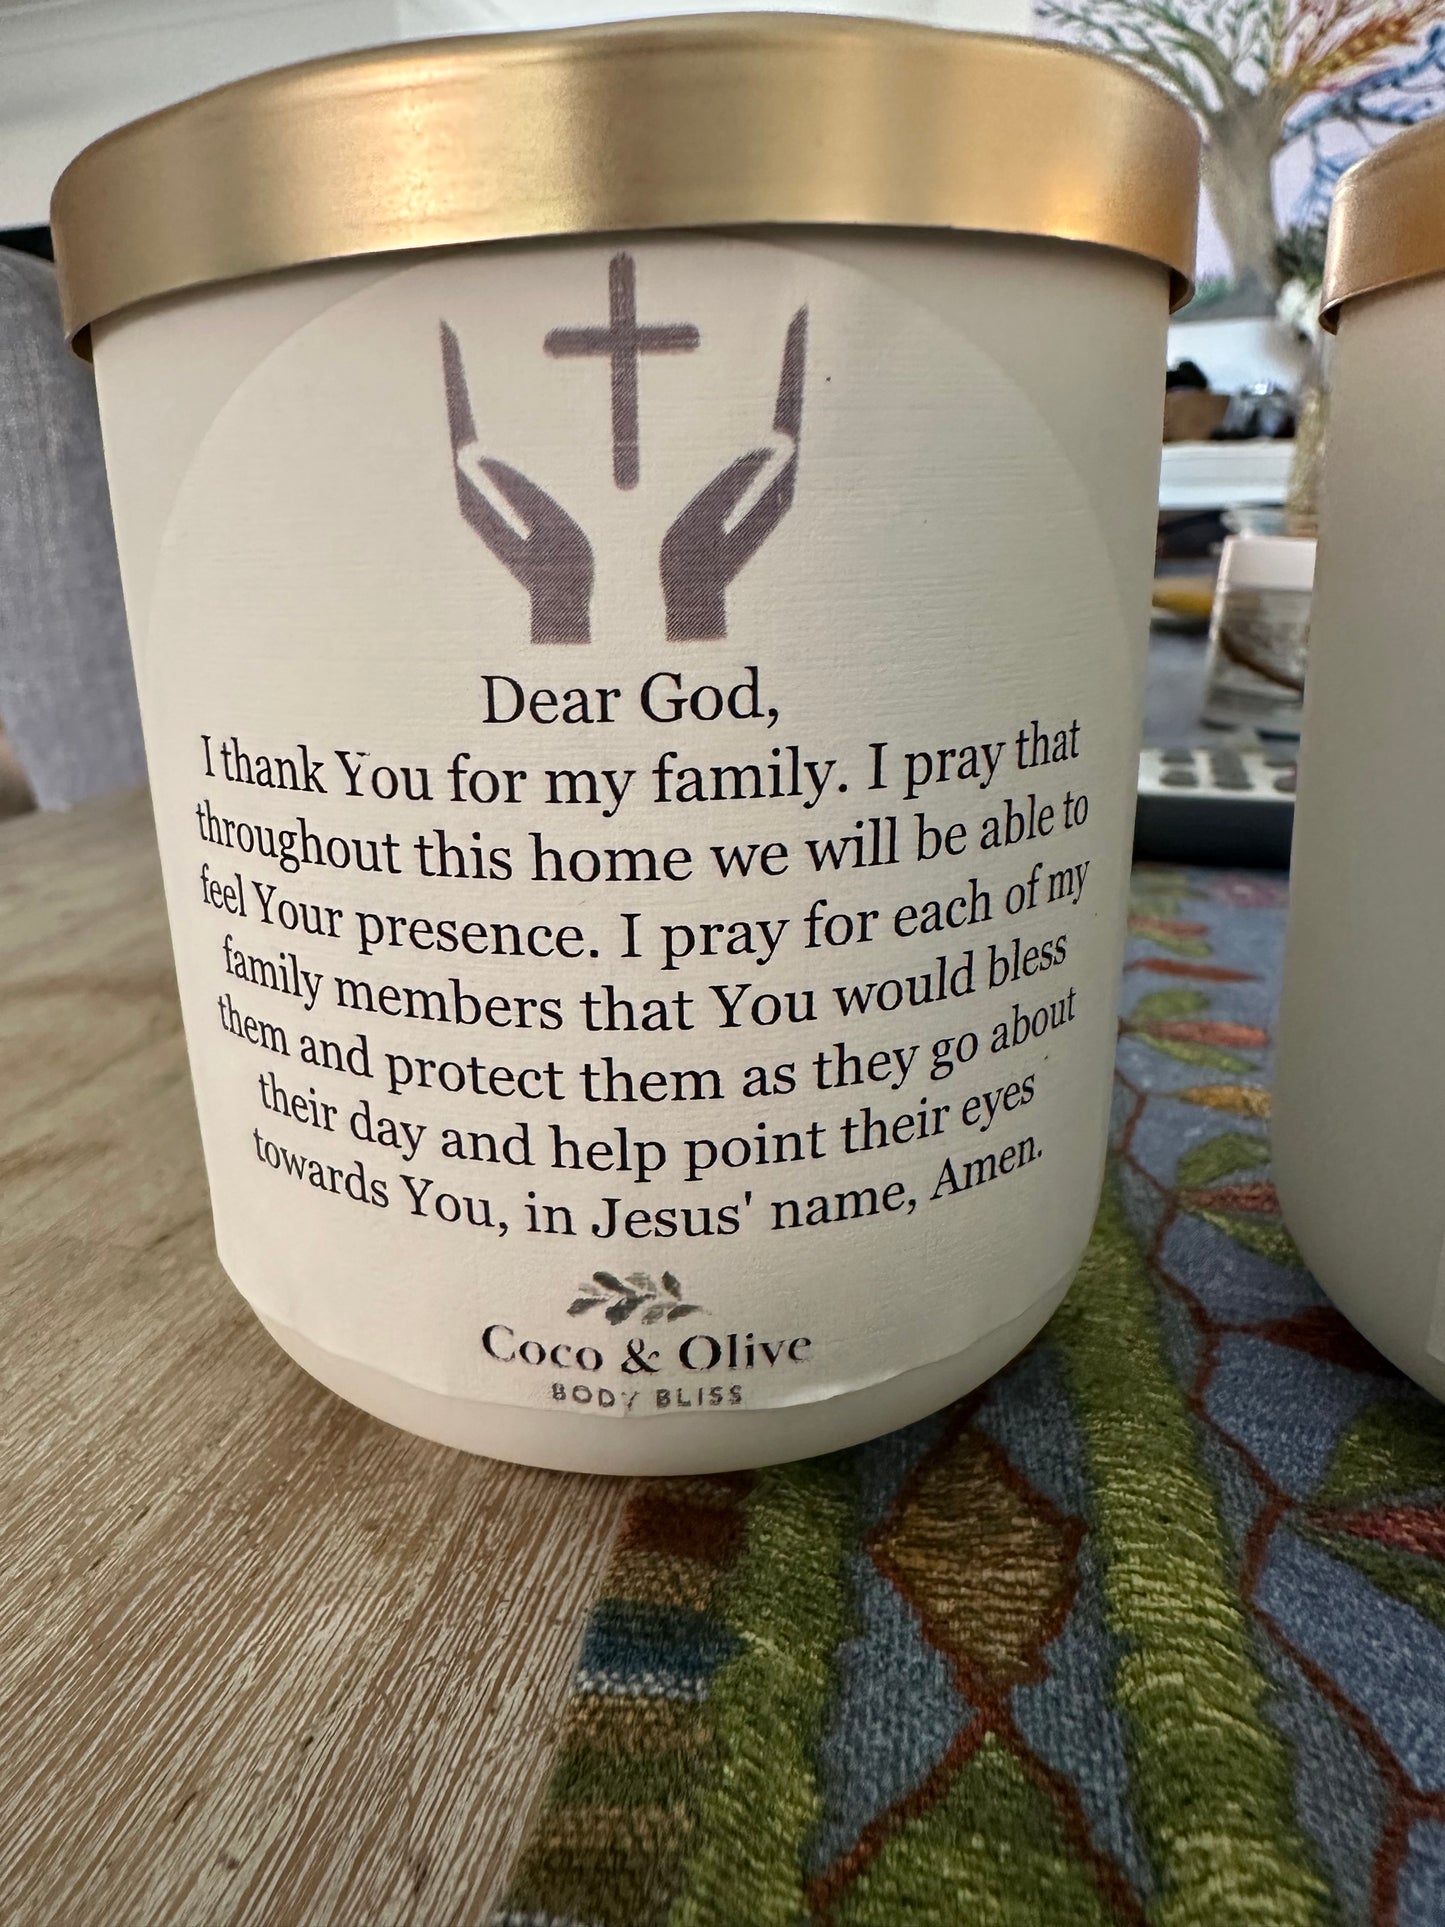 Dear God,
I thank You for my family. I pray that
throughout this home we will be able to
feel Your presence. I pray for each of my
family members that You would bless
them and protect them as they go about
their day and help point their eyes
towards You, in Jesus' name, Amen.
Coco & Olive
BODY BLISS